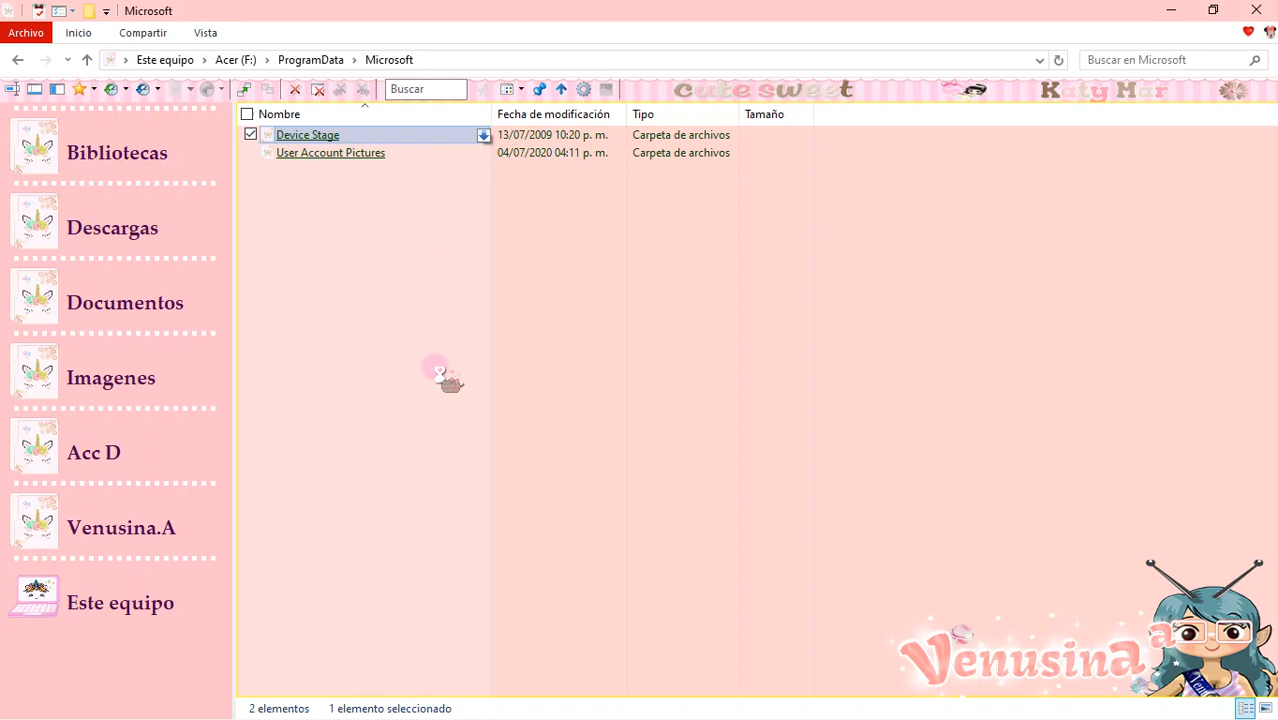 Microsoft
Archivo Inicio Compartir Vista
Este equipo Acer (F:) ProgramData Microsoft
Buscar en Microsoft
Buscar
cute sweet
Katy Mar
Nombre Fecha de modificación Tipo Tamaño
Device Stage 13/07/2009 10:20 p. m. Carpeta de archivos
User Account Pictures 04/07/2020 04:11 p. m. Carpeta de archivos
Bibliotecas
Descargas
Documentos
Imagenes
Acc D
Venusina.A
Este equipo
Venusina a
2 elementos 1 elemento seleccionado